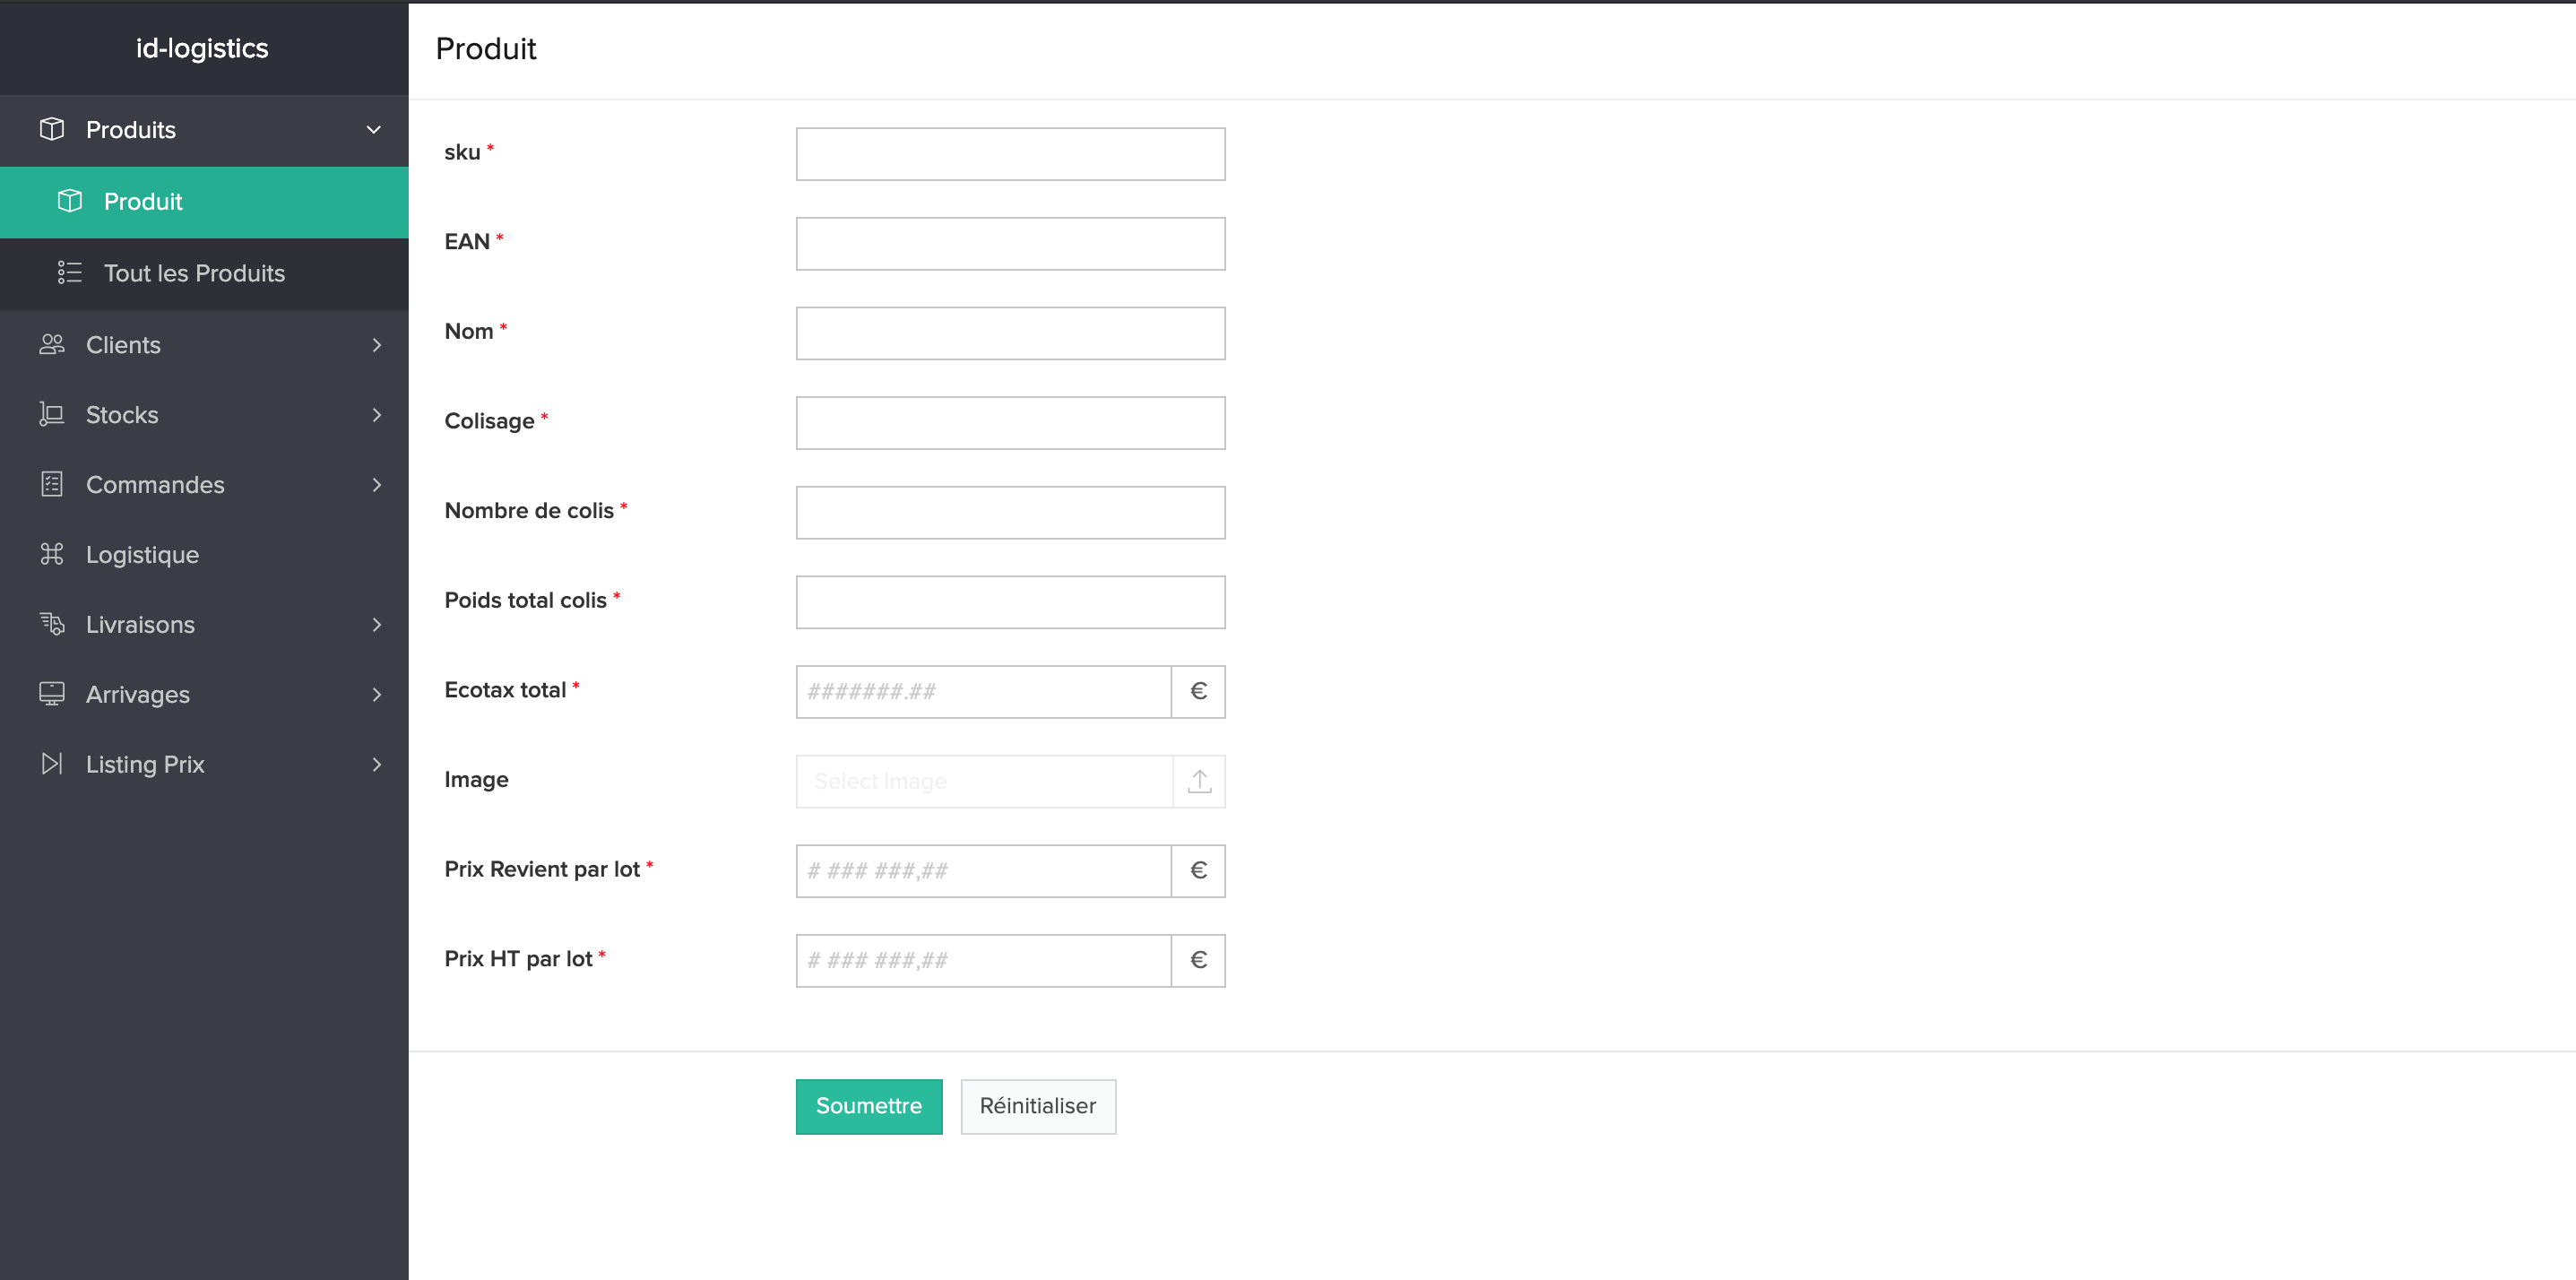 id-logistics
Produits
Produit
Tout les Produits
Clients
Stocks
Commandes
Logistique
Livraisons
Arrivages
Listing Prix
Produit
sku *
EAN *
Nom *
Colisage *
Nombre de colis *
Poids total colis *
Ecotax total * #######.## €
Image Select Image
Prix Revient par lot * # ### ###,## €
Prix HT par lot * # ### ###,## €
Soumettre Réinitialiser